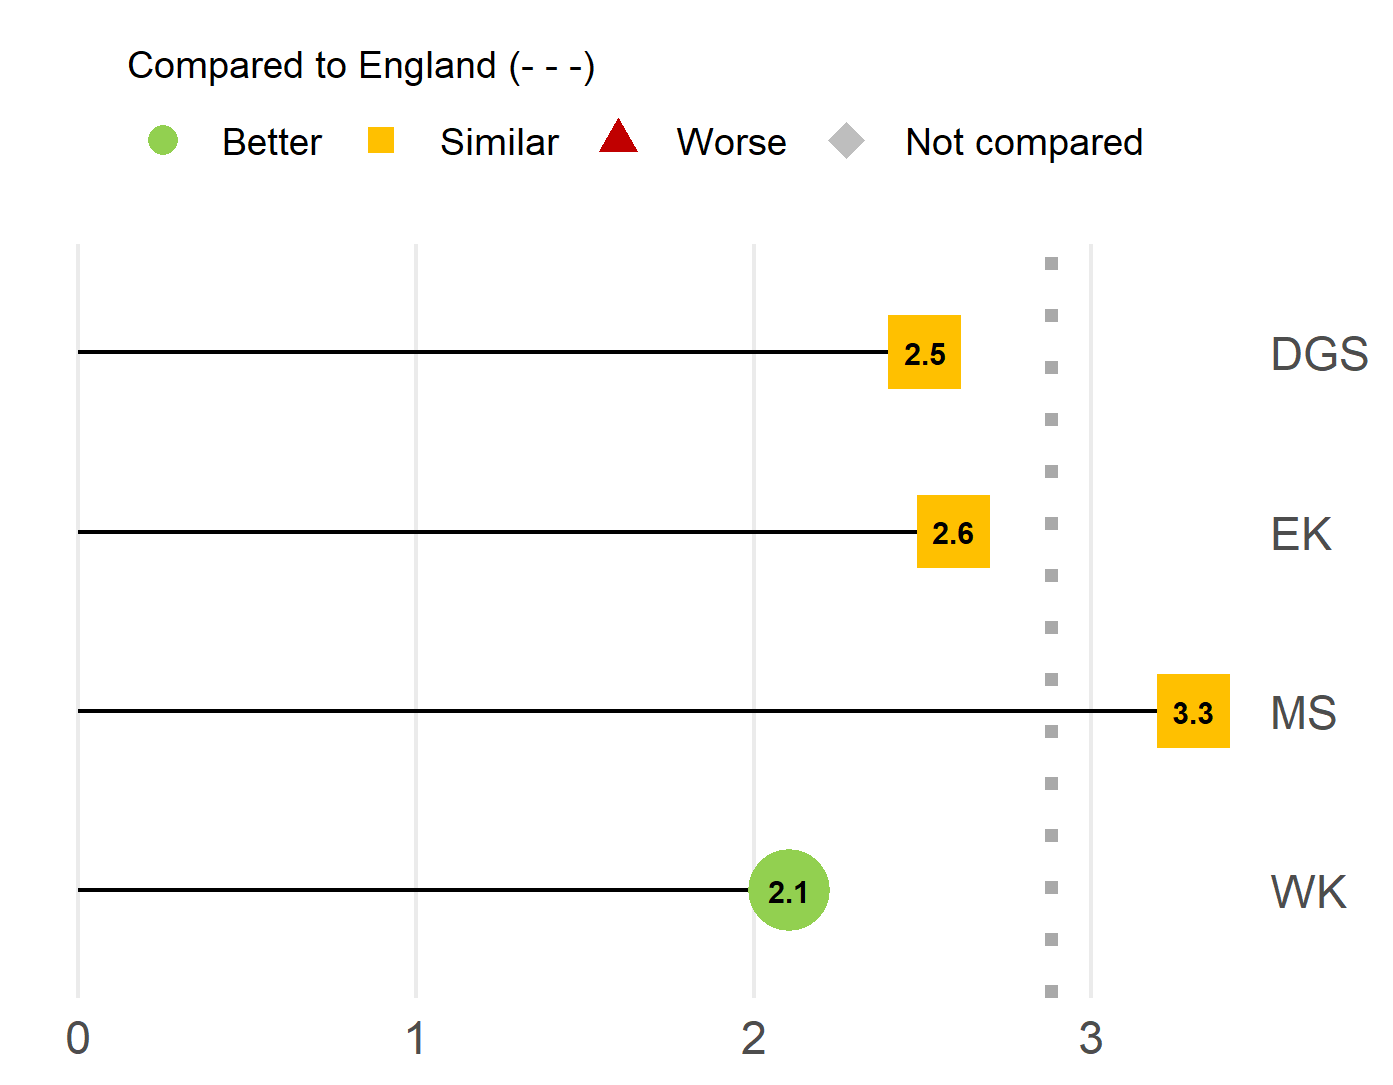 Compared to England (- - -)
Better Similar Worse Not compared
2.5 DGS
2.6 EK
3.3 MS
2.1 WK
0 1 2 3